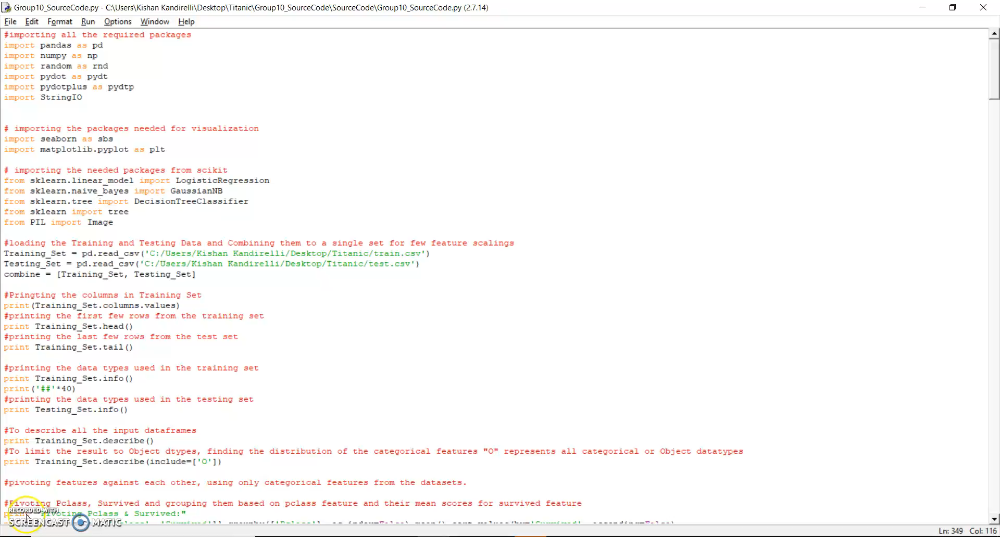 Group10_SourceCode.py - C:\Users\Kishan Kandirelli\Desktop\Titanic\Group10_SourceCode\SourceCode\Group10_SourceCode.py (2.7.14)
File Edit Format Run Options Window Help
#importing all the required packages
import pandas as pd
import numpy as np
import random as rnd
import pydot as pydt
import pydotplus as pydtp
import StringIO
# importing the packages needed for visualization
import seaborn as sbs
import matplotlib.pyplot as plt
# importing the needed packages from scikit
from sklearn.linear_model import LogisticRegression
from sklearn.naive_bayes import GaussianNB
from sklearn.tree import DecisionTreeClassifier
from sklearn import tree
from PIL import Image
#loading the Training and Testing Data and Combining them to a single set for few feature scalings
Training_Set = pd.read_csv('C:/Users/Kishan Kandirelli/Desktop/Titanic/train.csv')
Testing_Set = pd.read_csv('C:/Users/Kishan Kandirelli/Desktop/Titanic/test.csv')
combine = [Training_Set, Testing_Set]
#Pringting the columns in Training Set
print(Training_Set.columns.values)
#printing the first few rows from the training set
print Training_Set.head()
#printing the last few rows from the test set
print Training_Set.tail()
#printing the data types used in the training set
print Training_Set.info()
print('##'*40)
#printing the data types used in the testing set
print Testing_Set.info()
#To describe all the input dataframes
print Training_Set.describe()
#To limit the result to Object dtypes, finding the distribution of the categorical features "O" represents all categorical or Object datatypes
print Training_Set.describe(include=['O'])
#pivoting features against each other, using only categorical features from the datasets.
#Pivoting Pclass, Survived and grouping them based on pclass feature and their mean scores for survived feature
print "Pivoting Pclass & Survived:"
RECORDED WITH
SCREENCAST MATIC
Ln: 349 Col: 116